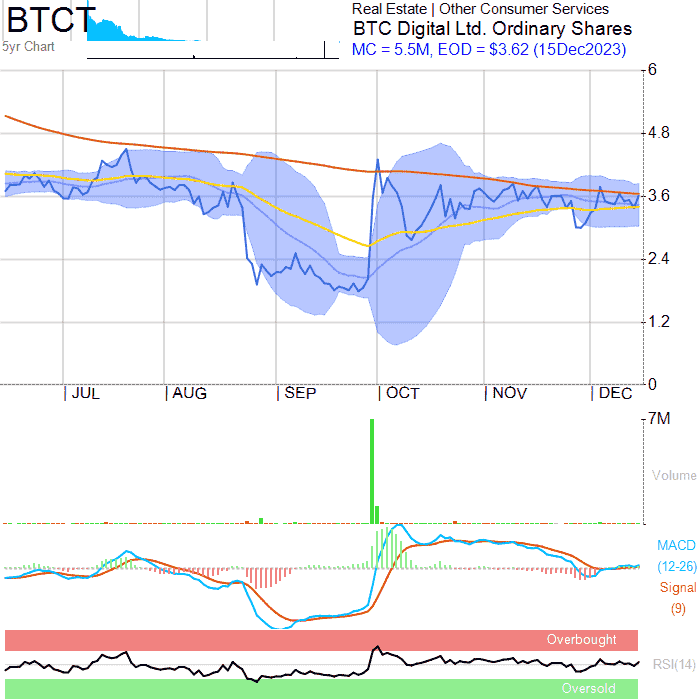 BTCT
5yr Chart
Real Estate | Other Consumer Services
BTC Digital Ltd. Ordinary Shares
MC = 5.5M, EOD = $3.62 (15Dec2023)
6
4.8
3.6
2.4
1.2
0
JUL AUG SEP OCT NOV DEC
7M
Volume
MACD
(12-26)
Signal
(9)
Overbought
RSI(14)
Oversold